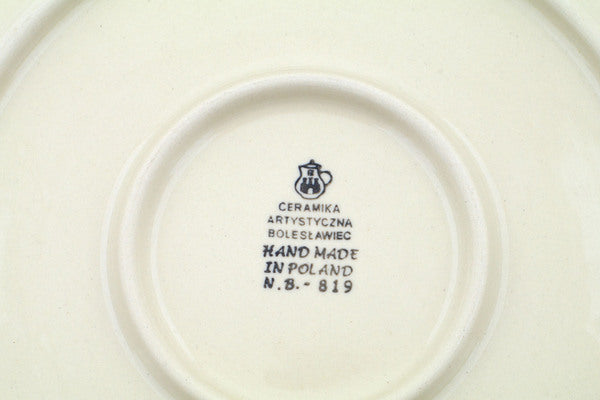 CERAMIKA
ARTYSTYCZNA
BOLESŁAWIEC
HAND MADE
IN POLAND
N.B.- 819